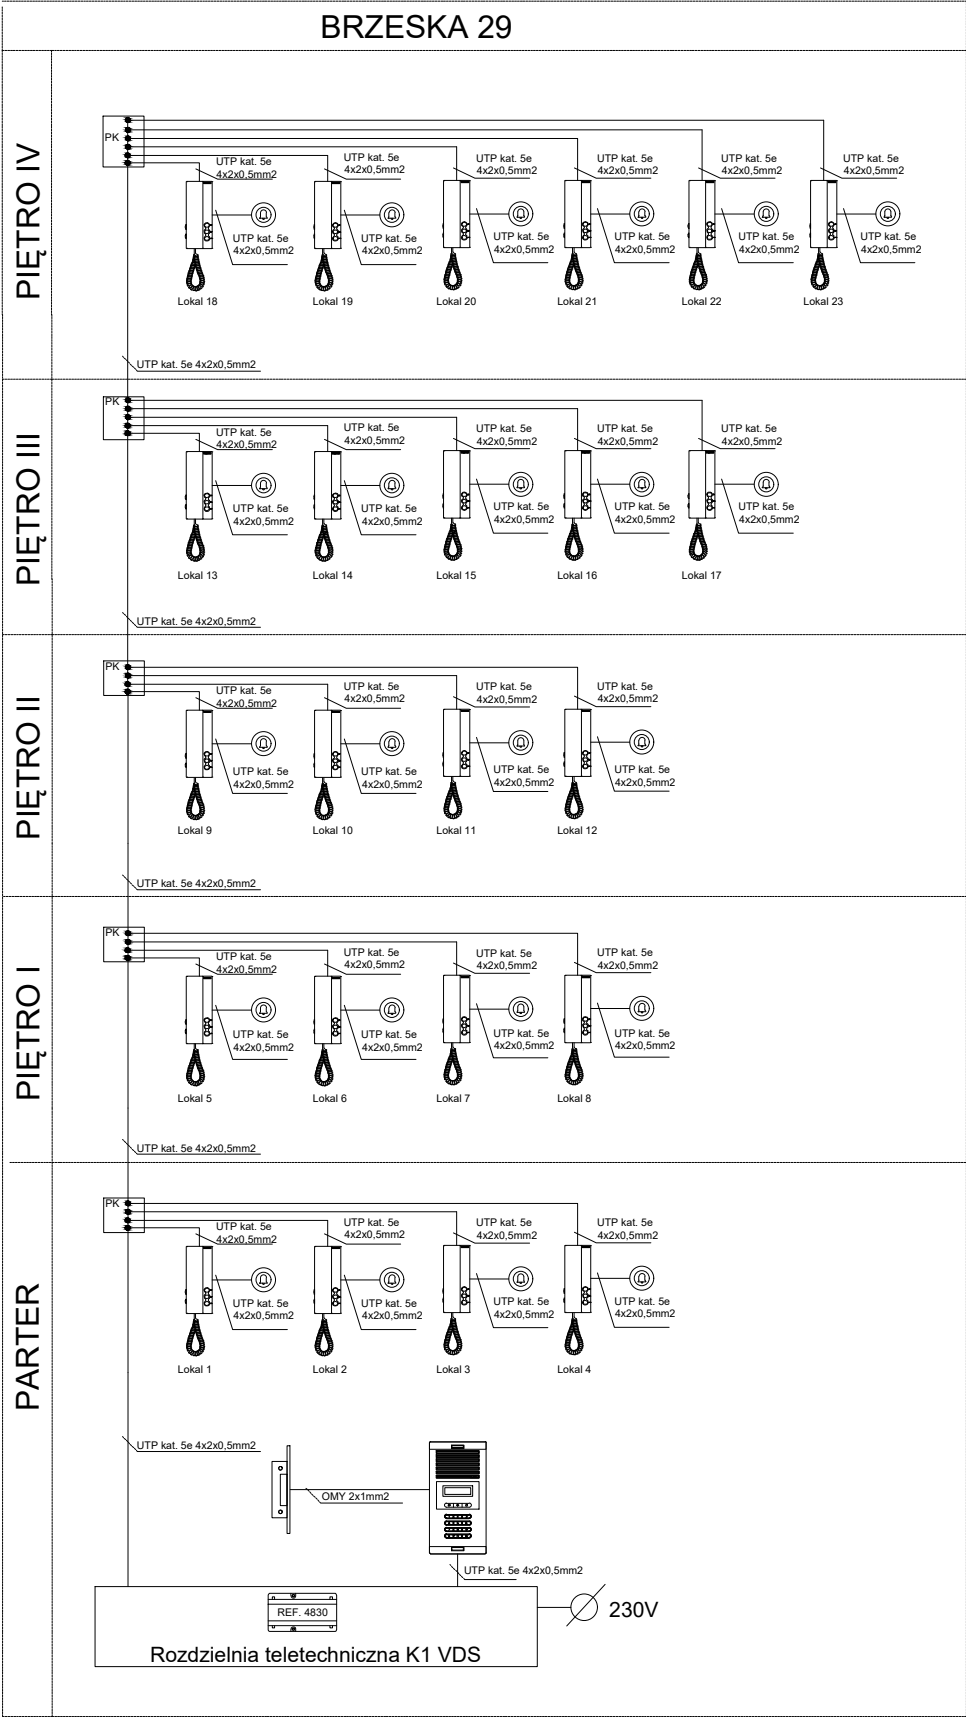 BRZESKA 29
PIĘTRO IV
PK
UTP kat. 5e
4x2x0,5mm2
UTP kat. 5e
4x2x0,5mm2
UTP kat. 5e
4x2x0,5mm2
UTP kat. 5e
4x2x0,5mm2
UTP kat. 5e
4x2x0,5mm2
UTP kat. 5e
4x2x0,5mm2
UTP kat. 5e
4x2x0,5mm2
UTP kat. 5e
4x2x0,5mm2
UTP kat. 5e
4x2x0,5mm2
UTP kat. 5e
4x2x0,5mm2
UTP kat. 5e
4x2x0,5mm2
UTP kat. 5e
4x2x0,5mm2
Lokal 18
Lokal 19
Lokal 20
Lokal 21
Lokal 22
Lokal 23
UTP kat. 5e 4x2x0,5mm2
PIĘTRO III
PK
UTP kat. 5e
4x2x0,5mm2
UTP kat. 5e
4x2x0,5mm2
UTP kat. 5e
4x2x0,5mm2
UTP kat. 5e
4x2x0,5mm2
UTP kat. 5e
4x2x0,5mm2
UTP kat. 5e
4x2x0,5mm2
UTP kat. 5e
4x2x0,5mm2
UTP kat. 5e
4x2x0,5mm2
UTP kat. 5e
4x2x0,5mm2
UTP kat. 5e
4x2x0,5mm2
Lokal 13
Lokal 14
Lokal 15
Lokal 16
Lokal 17
UTP kat. 5e 4x2x0,5mm2
PIĘTRO II
PK
UTP kat. 5e
4x2x0,5mm2
UTP kat. 5e
4x2x0,5mm2
UTP kat. 5e
4x2x0,5mm2
UTP kat. 5e
4x2x0,5mm2
UTP kat. 5e
4x2x0,5mm2
UTP kat. 5e
4x2x0,5mm2
UTP kat. 5e
4x2x0,5mm2
UTP kat. 5e
4x2x0,5mm2
Lokal 9
Lokal 10
Lokal 11
Lokal 12
UTP kat. 5e 4x2x0,5mm2
PIĘTRO I
PK
UTP kat. 5e
4x2x0,5mm2
UTP kat. 5e
4x2x0,5mm2
UTP kat. 5e
4x2x0,5mm2
UTP kat. 5e
4x2x0,5mm2
UTP kat. 5e
4x2x0,5mm2
UTP kat. 5e
4x2x0,5mm2
UTP kat. 5e
4x2x0,5mm2
UTP kat. 5e
4x2x0,5mm2
Lokal 5
Lokal 6
Lokal 7
Lokal 8
UTP kat. 5e 4x2x0,5mm2
PARTER
PK
UTP kat. 5e
4x2x0,5mm2
UTP kat. 5e
4x2x0,5mm2
UTP kat. 5e
4x2x0,5mm2
UTP kat. 5e
4x2x0,5mm2
UTP kat. 5e
4x2x0,5mm2
UTP kat. 5e
4x2x0,5mm2
UTP kat. 5e
4x2x0,5mm2
UTP kat. 5e
4x2x0,5mm2
Lokal 1
Lokal 2
Lokal 3
Lokal 4
UTP kat. 5e 4x2x0,5mm2
OMY 2x1mm2
UTP kat. 5e 4x2x0,5mm2
REF. 4830
230V
Rozdzielnia teletechniczna K1 VDS